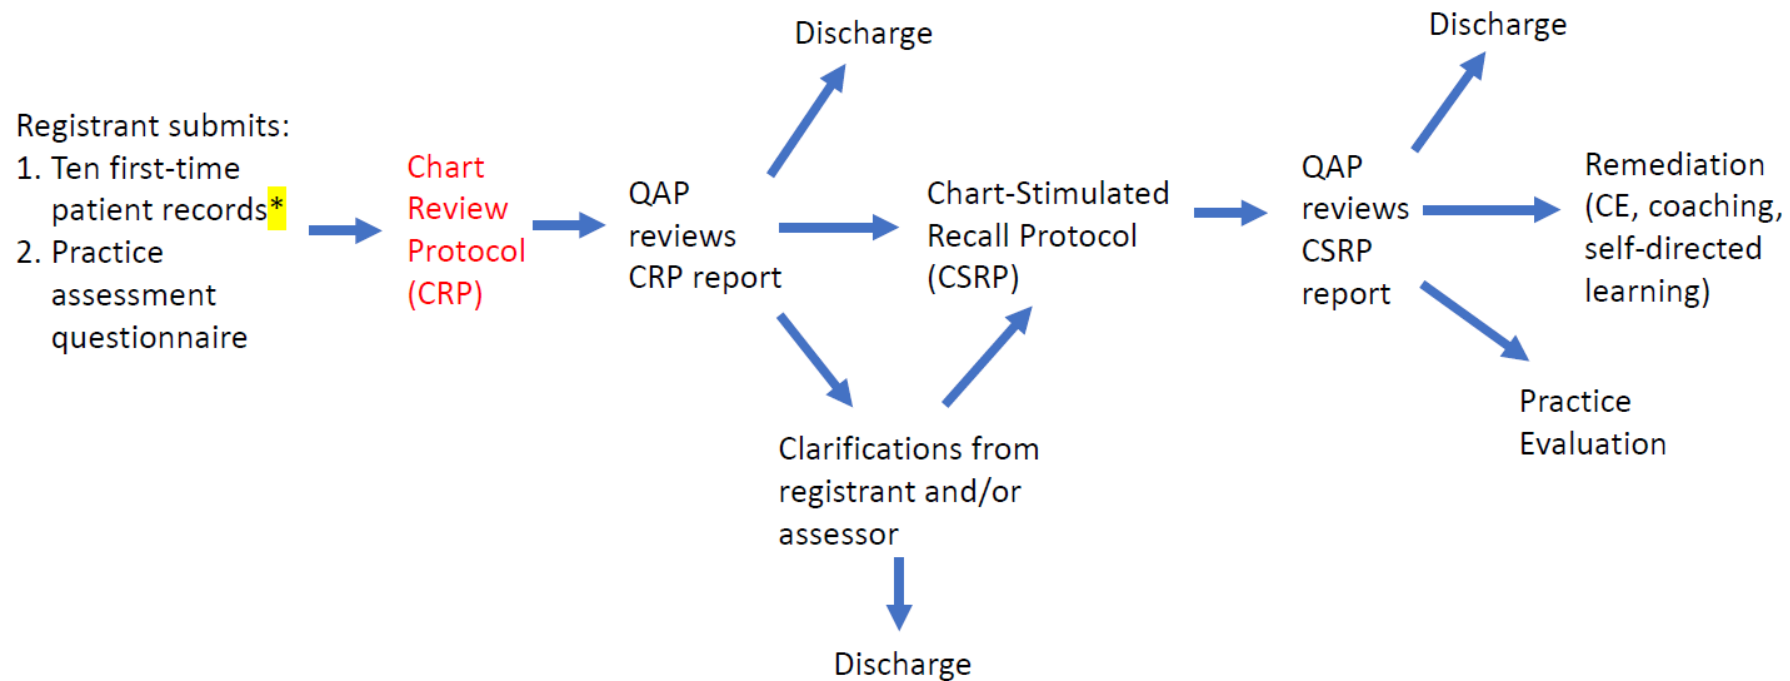 Registrant submits:
1. Ten first-time
patient records*
2. Practice
assessment
questionnaire
Chart
Review
Protocol
(CRP)
QAP
reviews
CRP report
Discharge
Chart-Stimulated
Recall Protocol
(CSRP)
Clarifications from
registrant and/or
assessor
Discharge
QAP
reviews
CSRP
report
Discharge
Remediation
(CE, coaching,
self-directed
learning)
Practice
Evaluation